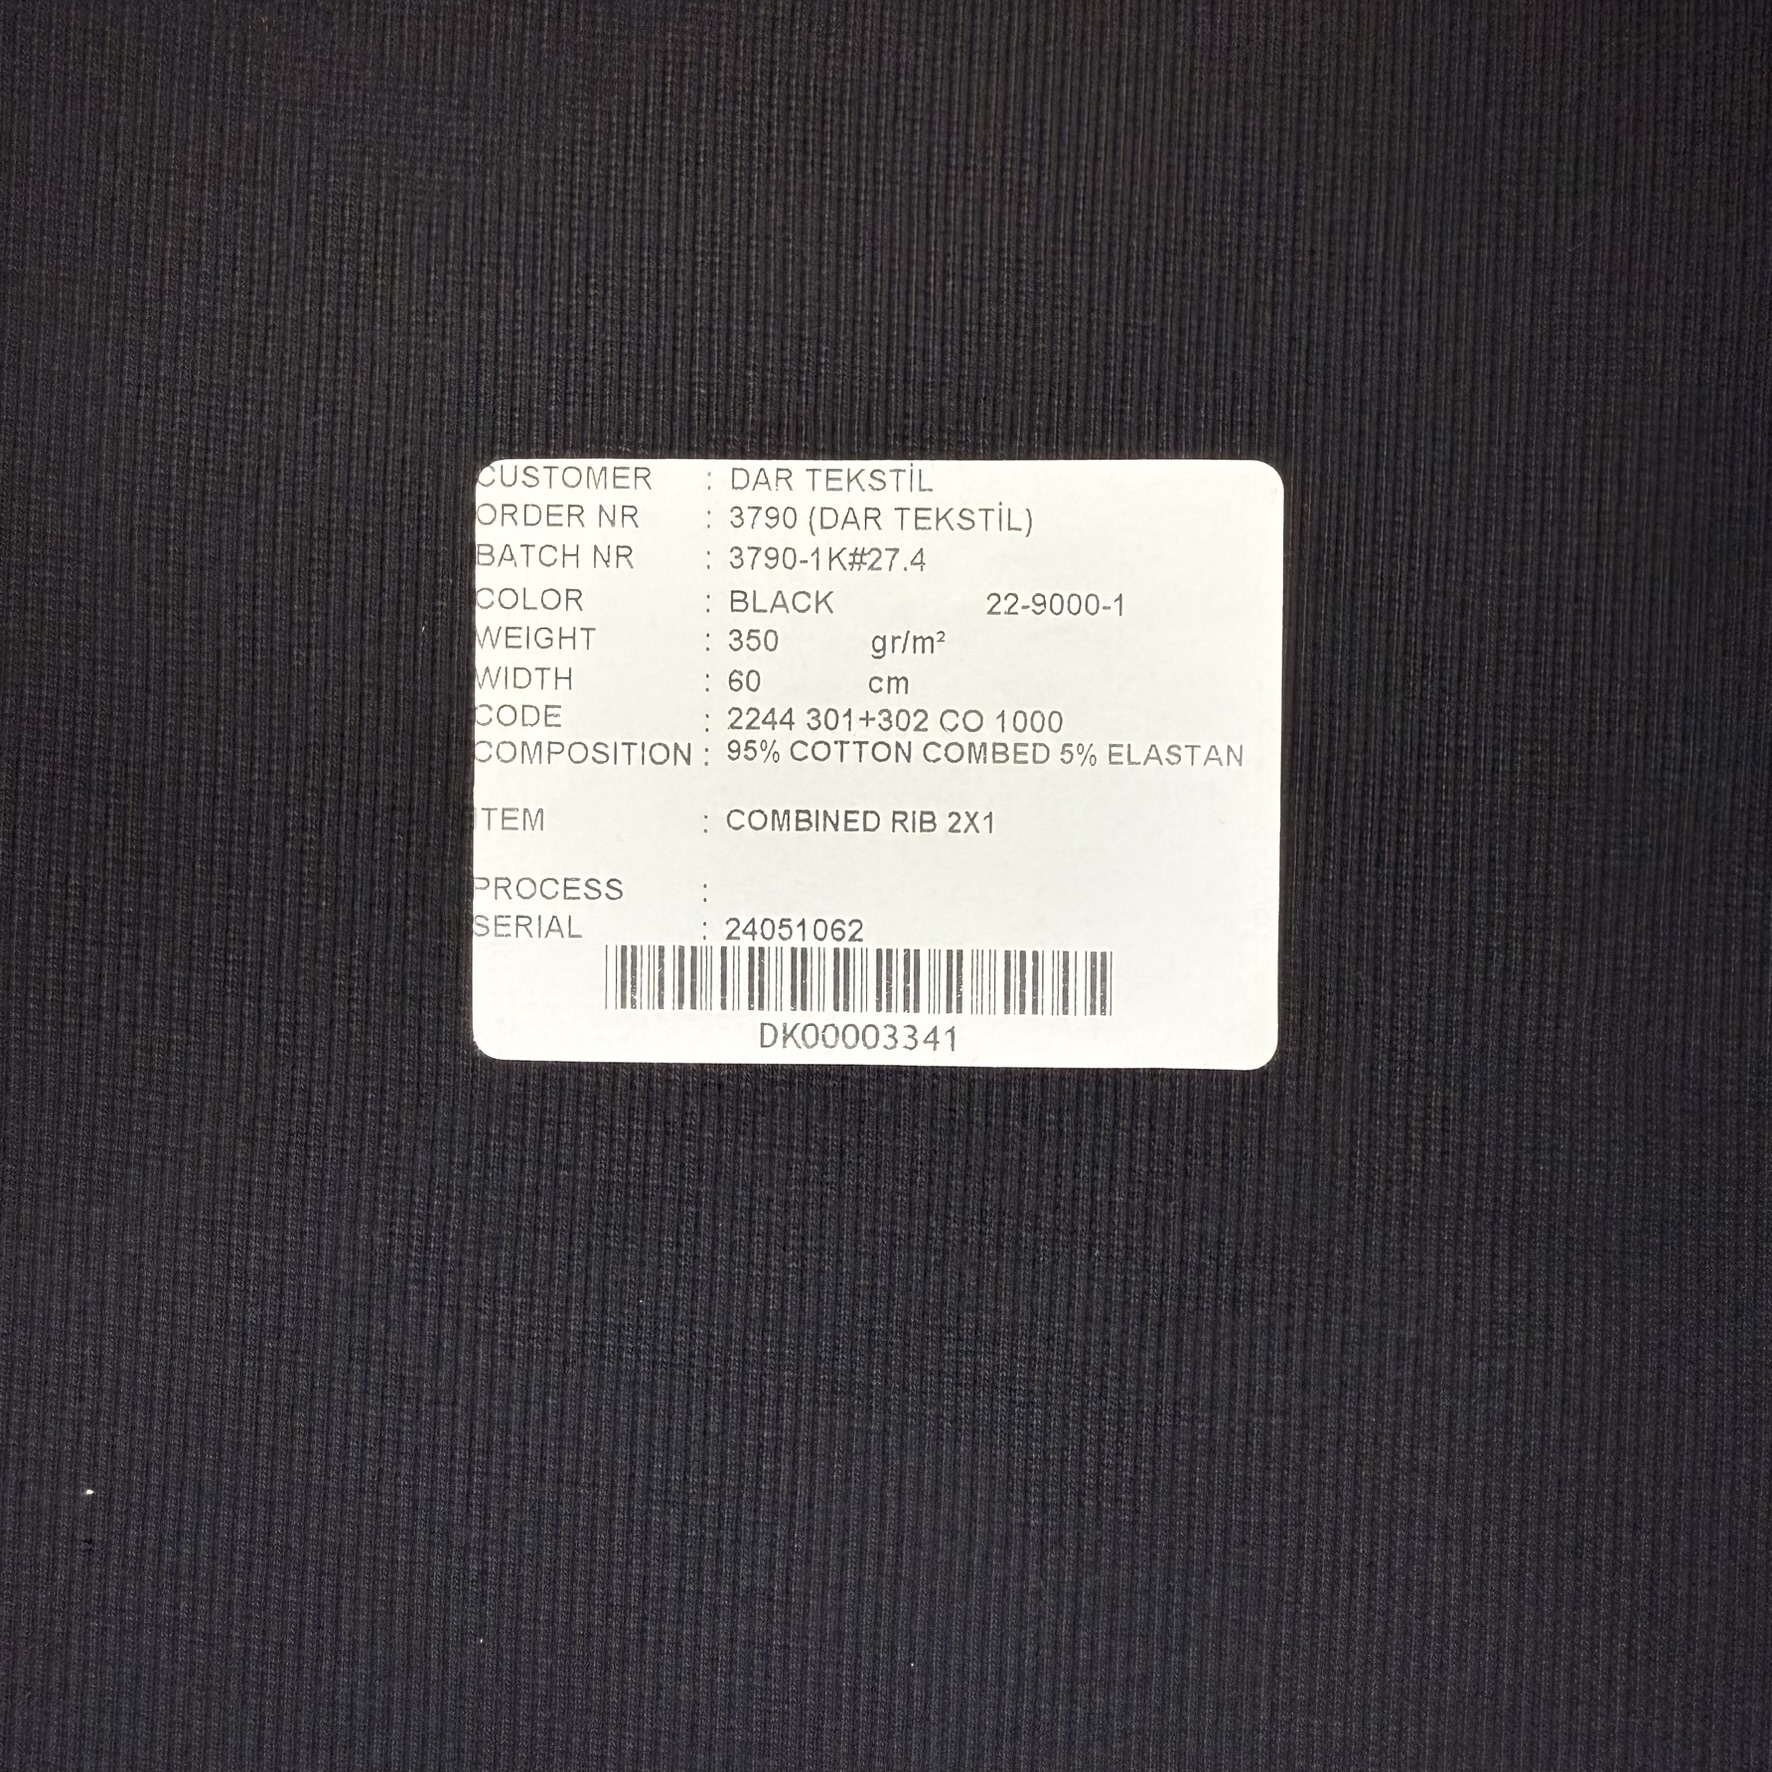 CUSTOMER : DAR TEKSTİL
ORDER NR : 3790 (DAR TEKSTİL)
BATCH NR : 3790-1K#27.4
COLOR : BLACK 22-9000-1
WEIGHT : 350 gr/m²
WIDTH : 60 cm
CODE : 2244 301+302 CO 1000
COMPOSITION : 95% COTTON COMBED 5% ELASTAN
ITEM : COMBINED RIB 2X1
PROCESS :
SERIAL : 24051062
DK00003341